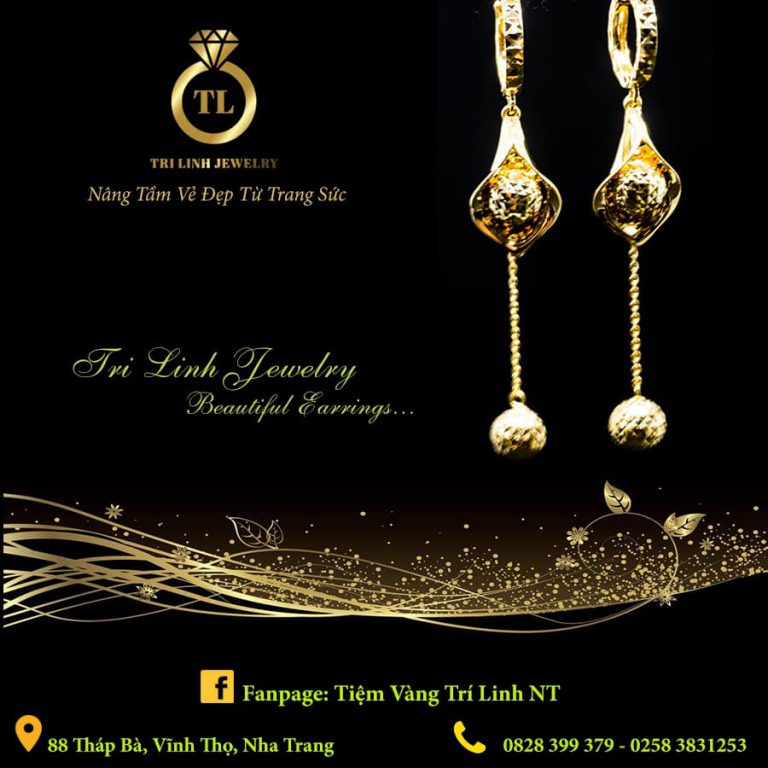 TL
TRI LINH JEWELRY
Nâng Tầm Vẻ Đẹp Từ Trang Sức
Tri Linh Jewelry
Beautiful Earrings...
Fanpage: Tiệm Vàng Trí Linh NT
88 Tháp Bà, Vĩnh Thọ, Nha Trang
0828 399 379 - 0258 3831253